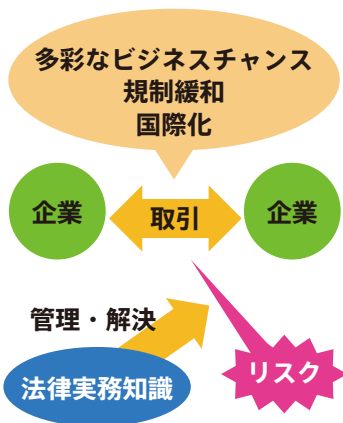 多彩なビジネスチャンス
規制緩和
国際化
企業
取引
企業
管理・解決
法律実務知識
リスク